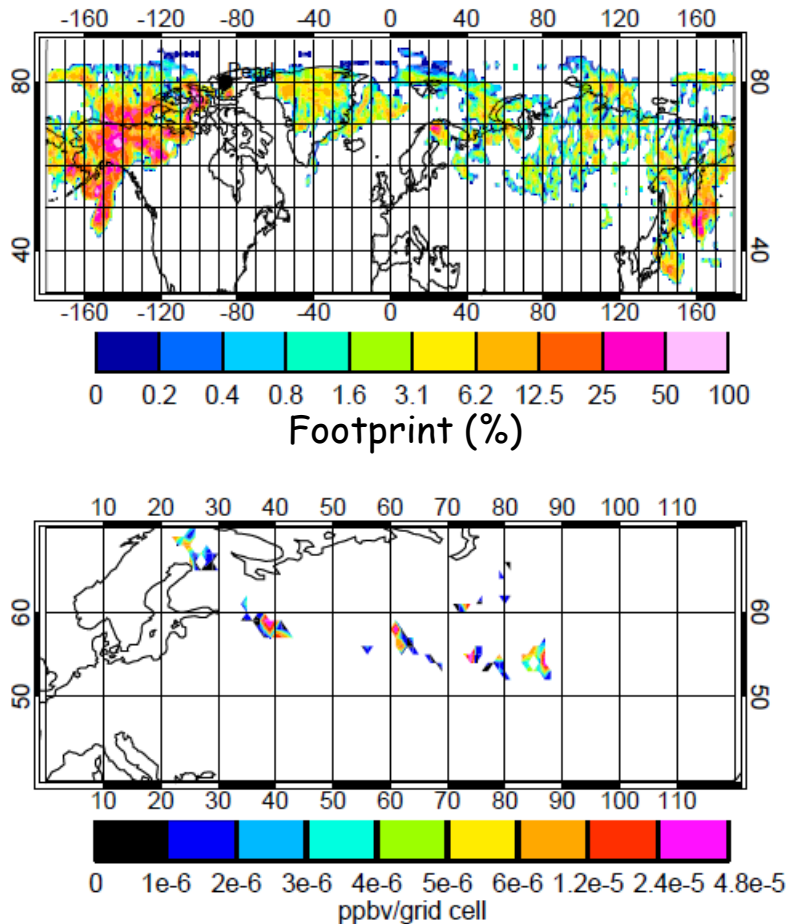 -160 -120 -80 -40 0 40 80 120 160
80 80
Pearl
40 40
-160 -120 -80 -40 0 40 80 120 160
0 0.2 0.4 0.8 1.6 3.1 6.2 12.5 25 50 100
Footprint (%)
10 20 30 40 50 60 70 80 90 100 110
60 60
50 50
10 20 30 40 50 60 70 80 90 100 110
0 1e-6 2e-6 3e-6 4e-6 5e-6 6e-6 1.2e-5 2.4e-5 4.8e-5
ppbv/grid cell